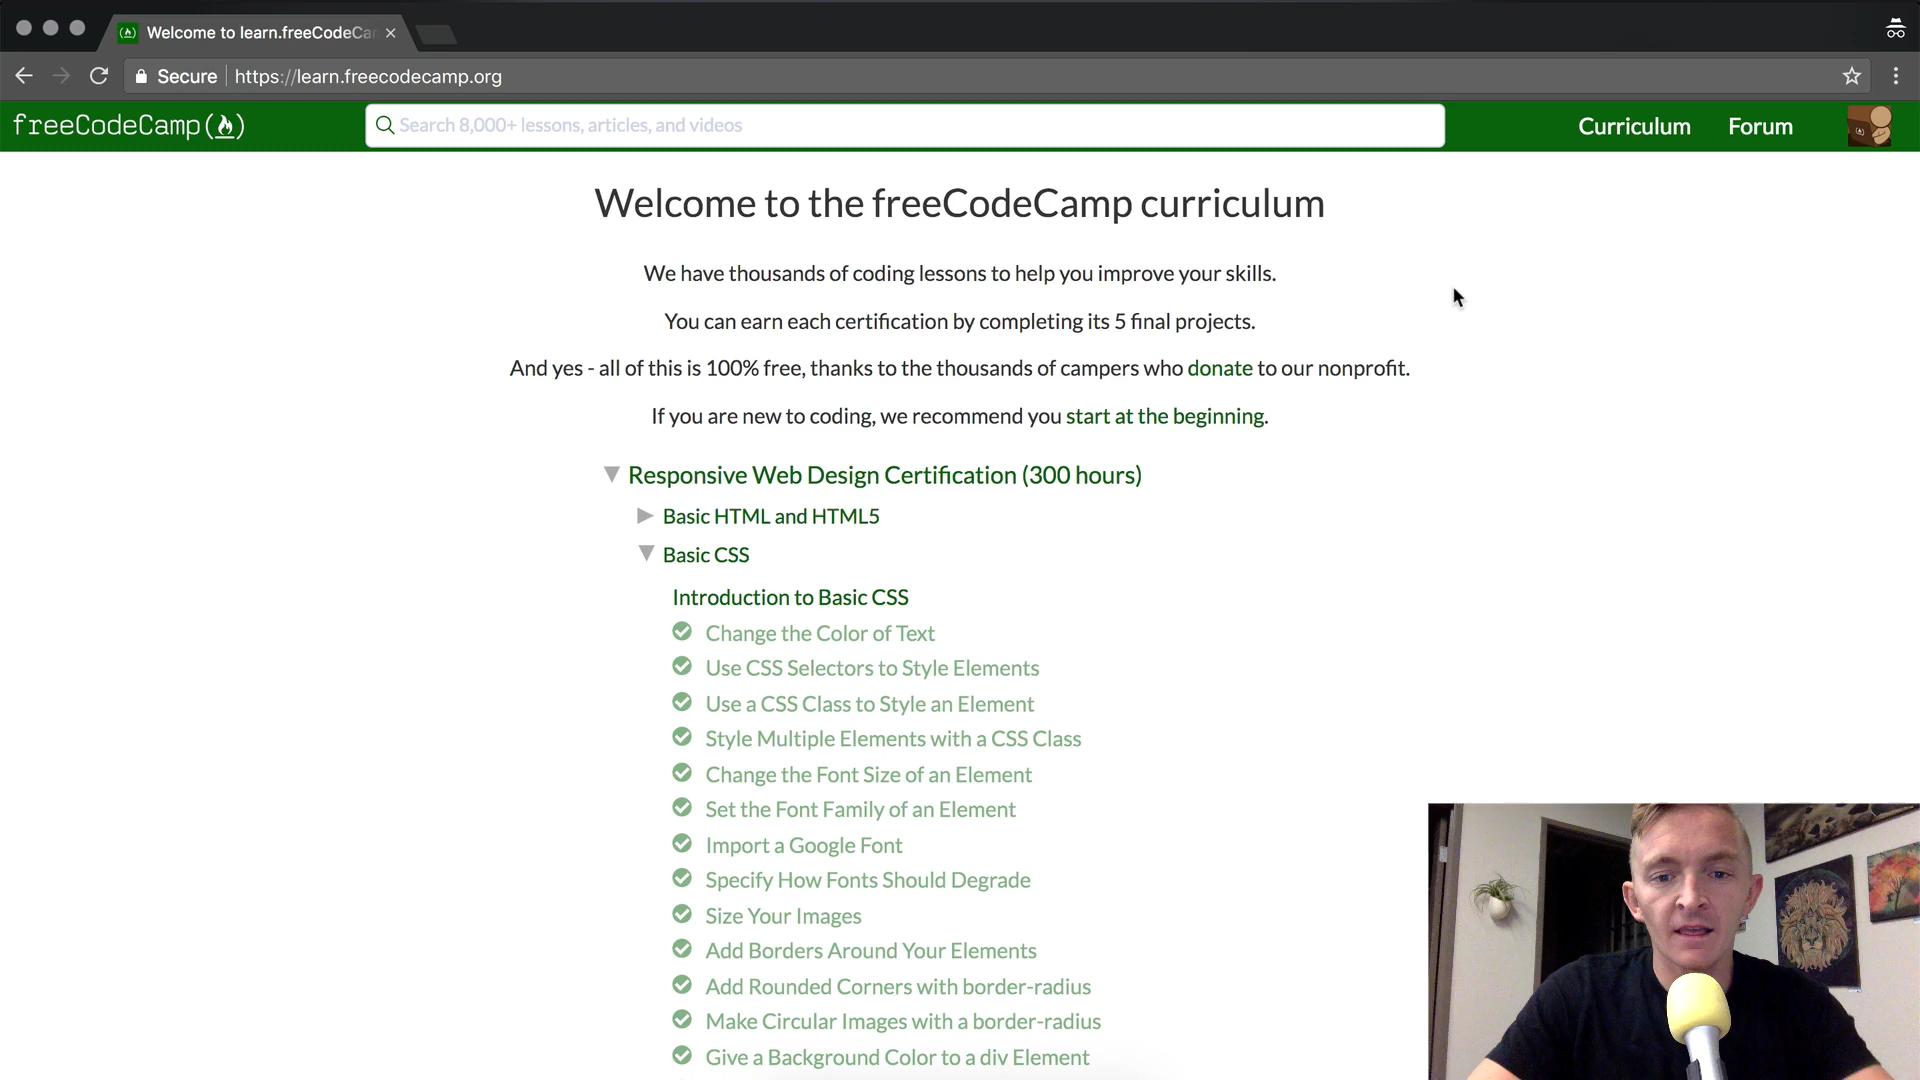 Welcome to learn.freeCodeCa
Secure
https://learn.freecodecamp.org
freeCodeCamp
Search 8,000+ lessons, articles, and videos
Curriculum
Forum
Welcome to the freeCodeCamp curriculum
We have thousands of coding lessons to help you improve your skills.
You can earn each certification by completing its 5 final projects.
And yes - all of this is 100% free, thanks to the thousands of campers who donate to our nonprofit.
If you are new to coding, we recommend you start at the beginning.
Responsive Web Design Certification (300 hours)
Basic HTML and HTML5
Basic CSS
Introduction to Basic CSS
Change the Color of Text
Use CSS Selectors to Style Elements
Use a CSS Class to Style an Element
Style Multiple Elements with a CSS Class
Change the Font Size of an Element
Set the Font Family of an Element
Import a Google Font
Specify How Fonts Should Degrade
Size Your Images
Add Borders Around Your Elements
Add Rounded Corners with border-radius
Make Circular Images with a border-radius
Give a Background Color to a div Element